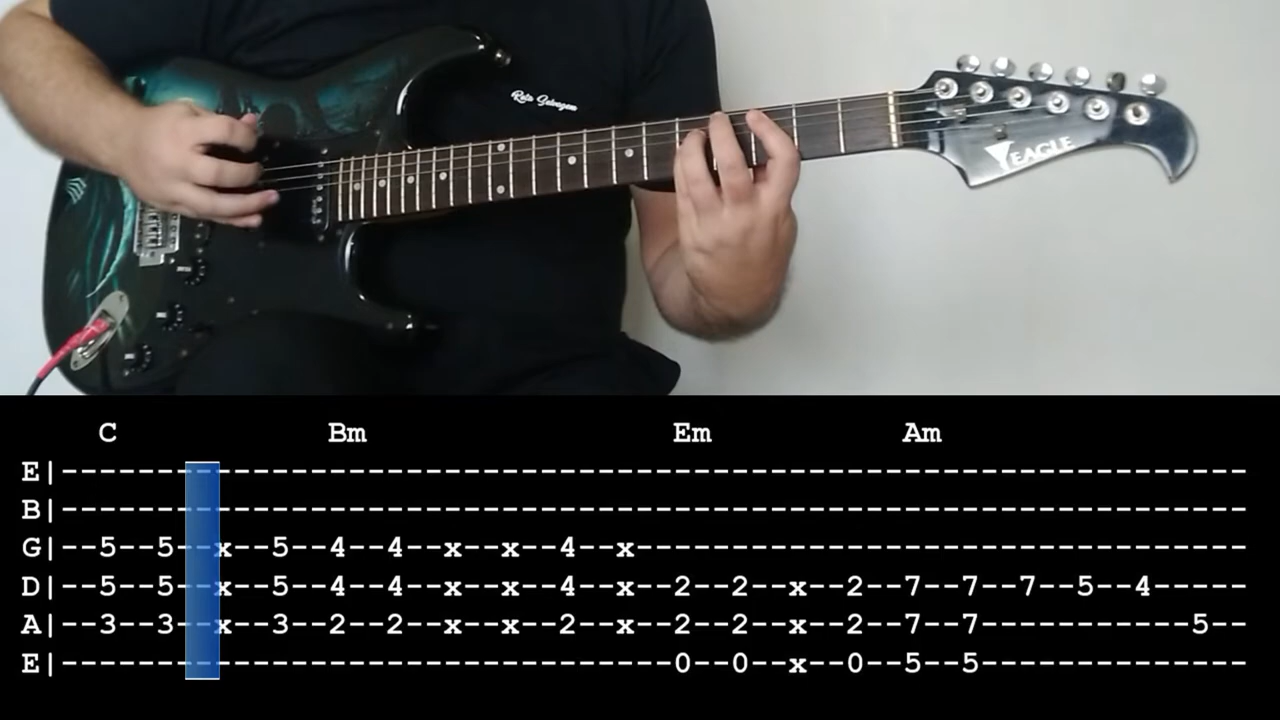 Rota Selvagem
EAGLE
C Bm Em Am
E|--------------------------------------------------------------
B|--------------------------------------------------------------
G|--5--5--x--5--4--4--x--x--4--x--------------------------------
D|--5--5--x--5--4--4--x--x--4--x--2--2--x--2--7--7--7--5--4-----
A|--3--3--x--3--2--2--x--x--2--x--2--2--x--2--7--7-----------5--
E|--------------------------------0--0--x--0--5--5--------------